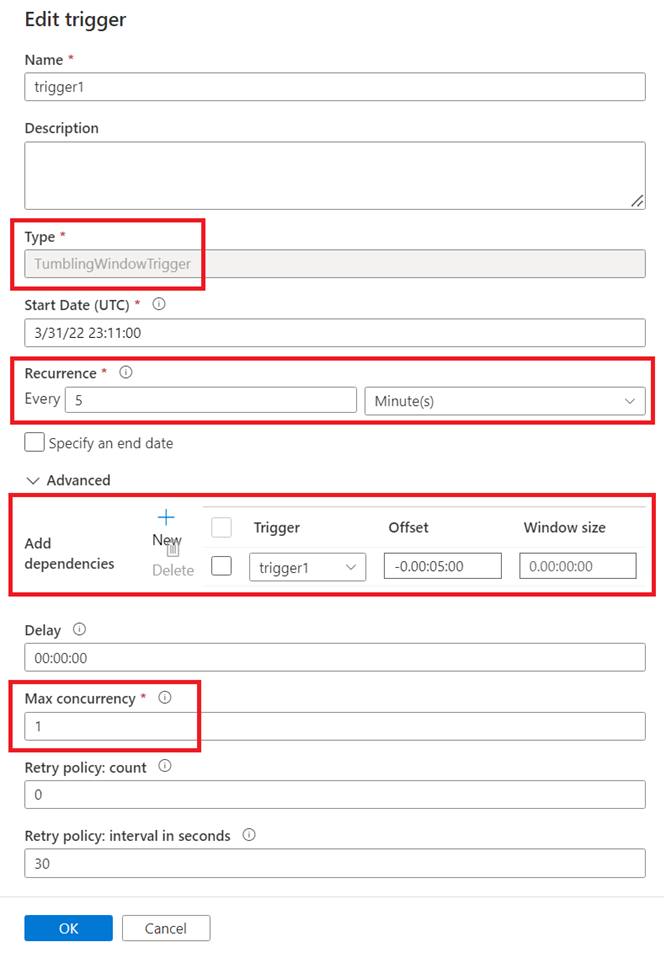 Edit trigger
Name *
trigger1
Description
Type *
TumblingWindowTrigger
Start Date (UTC) *
3/31/22 23:11:00
Recurrence *
Every 5 Minute(s)
Specify an end date
Advanced
Add dependencies
New
Delete
Trigger Offset Window size
trigger1 -0.00:05:00 0.00:00:00
Delay
00:00:00
Max concurrency *
1
Retry policy: count
0
Retry policy: interval in seconds
30
OK Cancel